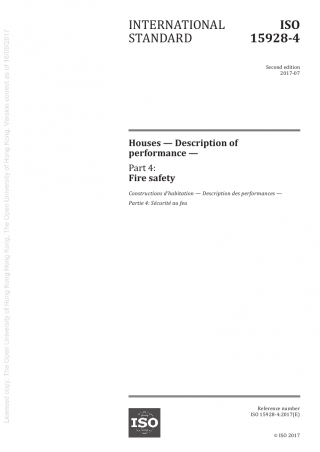 INTERNATIONAL
STANDARD
ISO
15928-4
Second edition
2017-07
Houses — Description of
performance —
Part 4:
Fire safety
Constructions d'habitation — Description des performances —
Partie 4: Sécurité au feu
Reference number
ISO 15928-4:2017(E)
ISO
© ISO 2017
Licensed copy: The Open University of Hong Kong, The Open University of Hong Kong, Version correct as of 16/09/2017